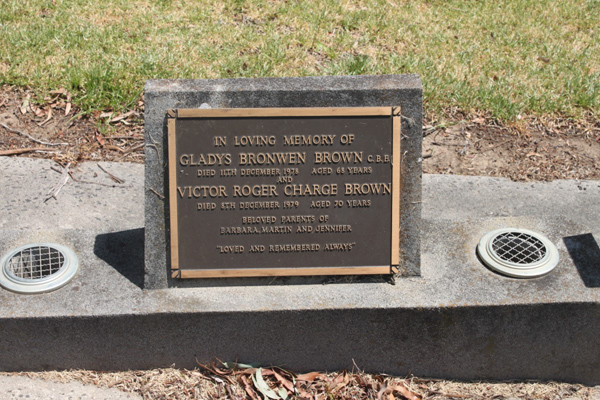 IN LOVING MEMORY OF
GLADYS BRONWEN BROWN C.B.E.
DIED 11TH DECEMBER 1978 AGED 68 YEARS
AND
VICTOR ROGER CHARGE BROWN
DIED 8TH DECEMBER 1979 AGED 70 YEARS
BELOVED PARENTS OF
BARBARA, MARTIN AND JENNIFER
"LOVED AND REMEMBERED ALWAYS"